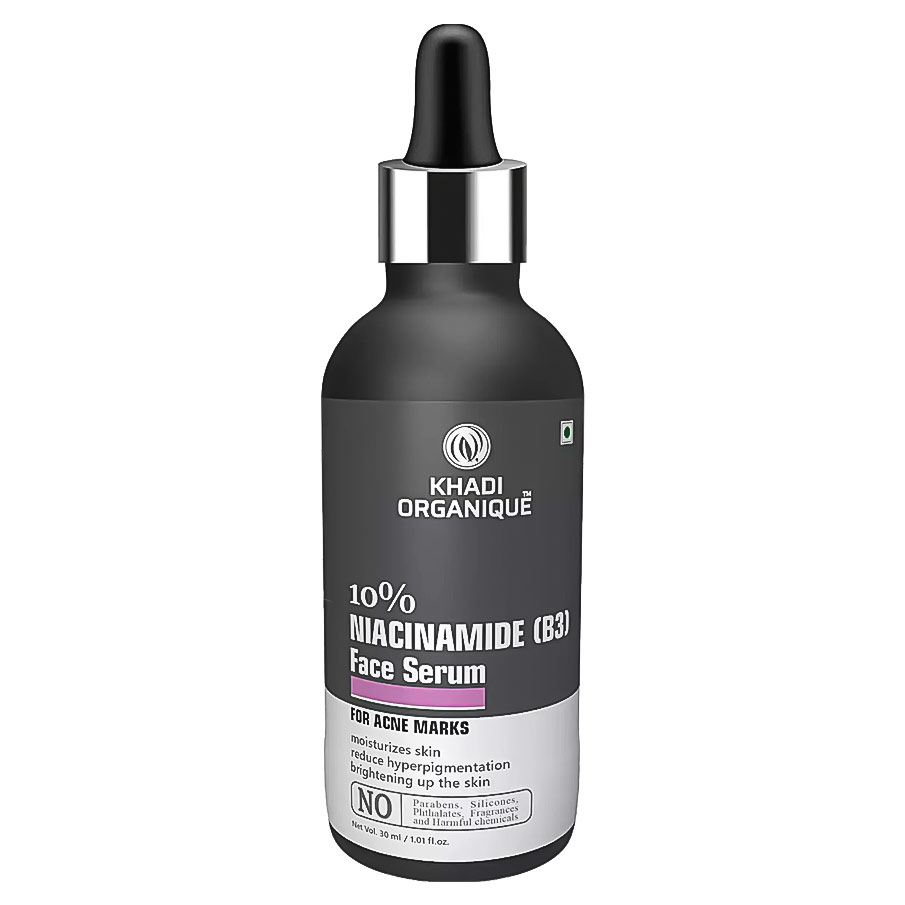 KHADI
ORGANIQUE™
10%
NIACINAMIDE (B3)
Face Serum
FOR ACNE MARKS
moisturizes skin
reduce hyperpigmentation
brightening up the skin
NO
Parabens, Silicones,
Phthalates, Fragrances
and Harmful chemicals
Net Vol. 30 ml / 1.01 fl.oz.